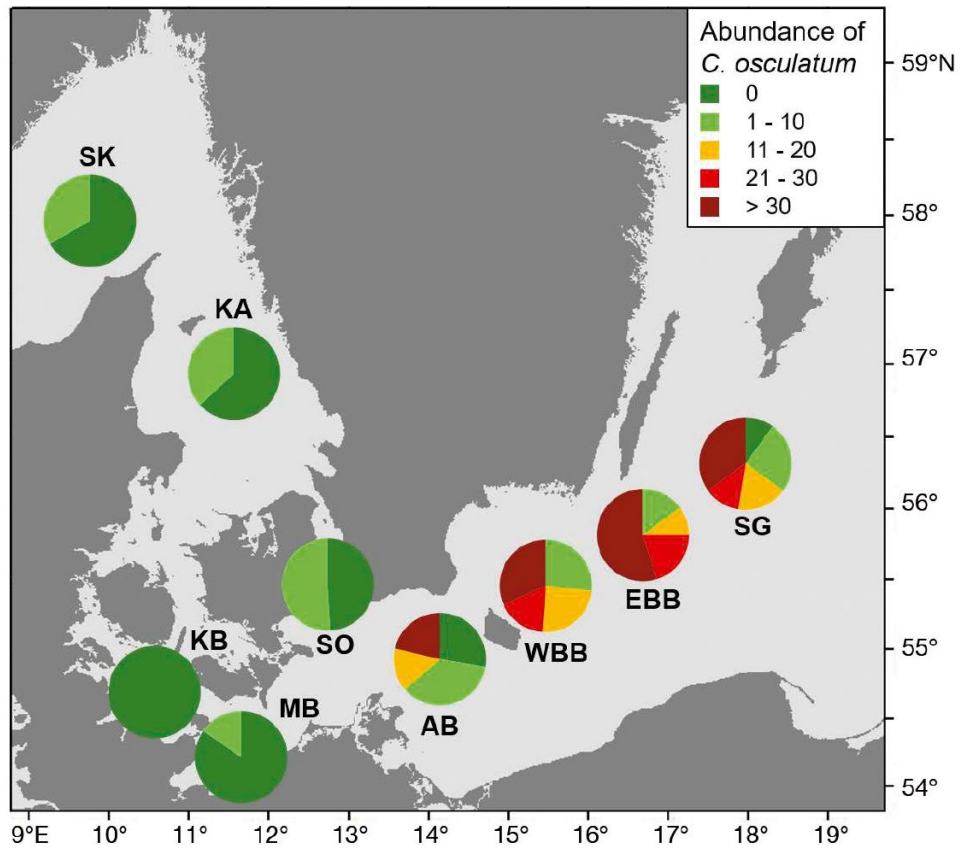 Abundance of
C. osculatum
0
1 - 10
11 - 20
21 - 30
> 30
59°N
SK
58°
KA
57°
SG
56°
EBB
KB
SO
WBB
55°
MB
AB
54°
9°E 10° 11° 12° 13° 14° 15° 16° 17° 18° 19°